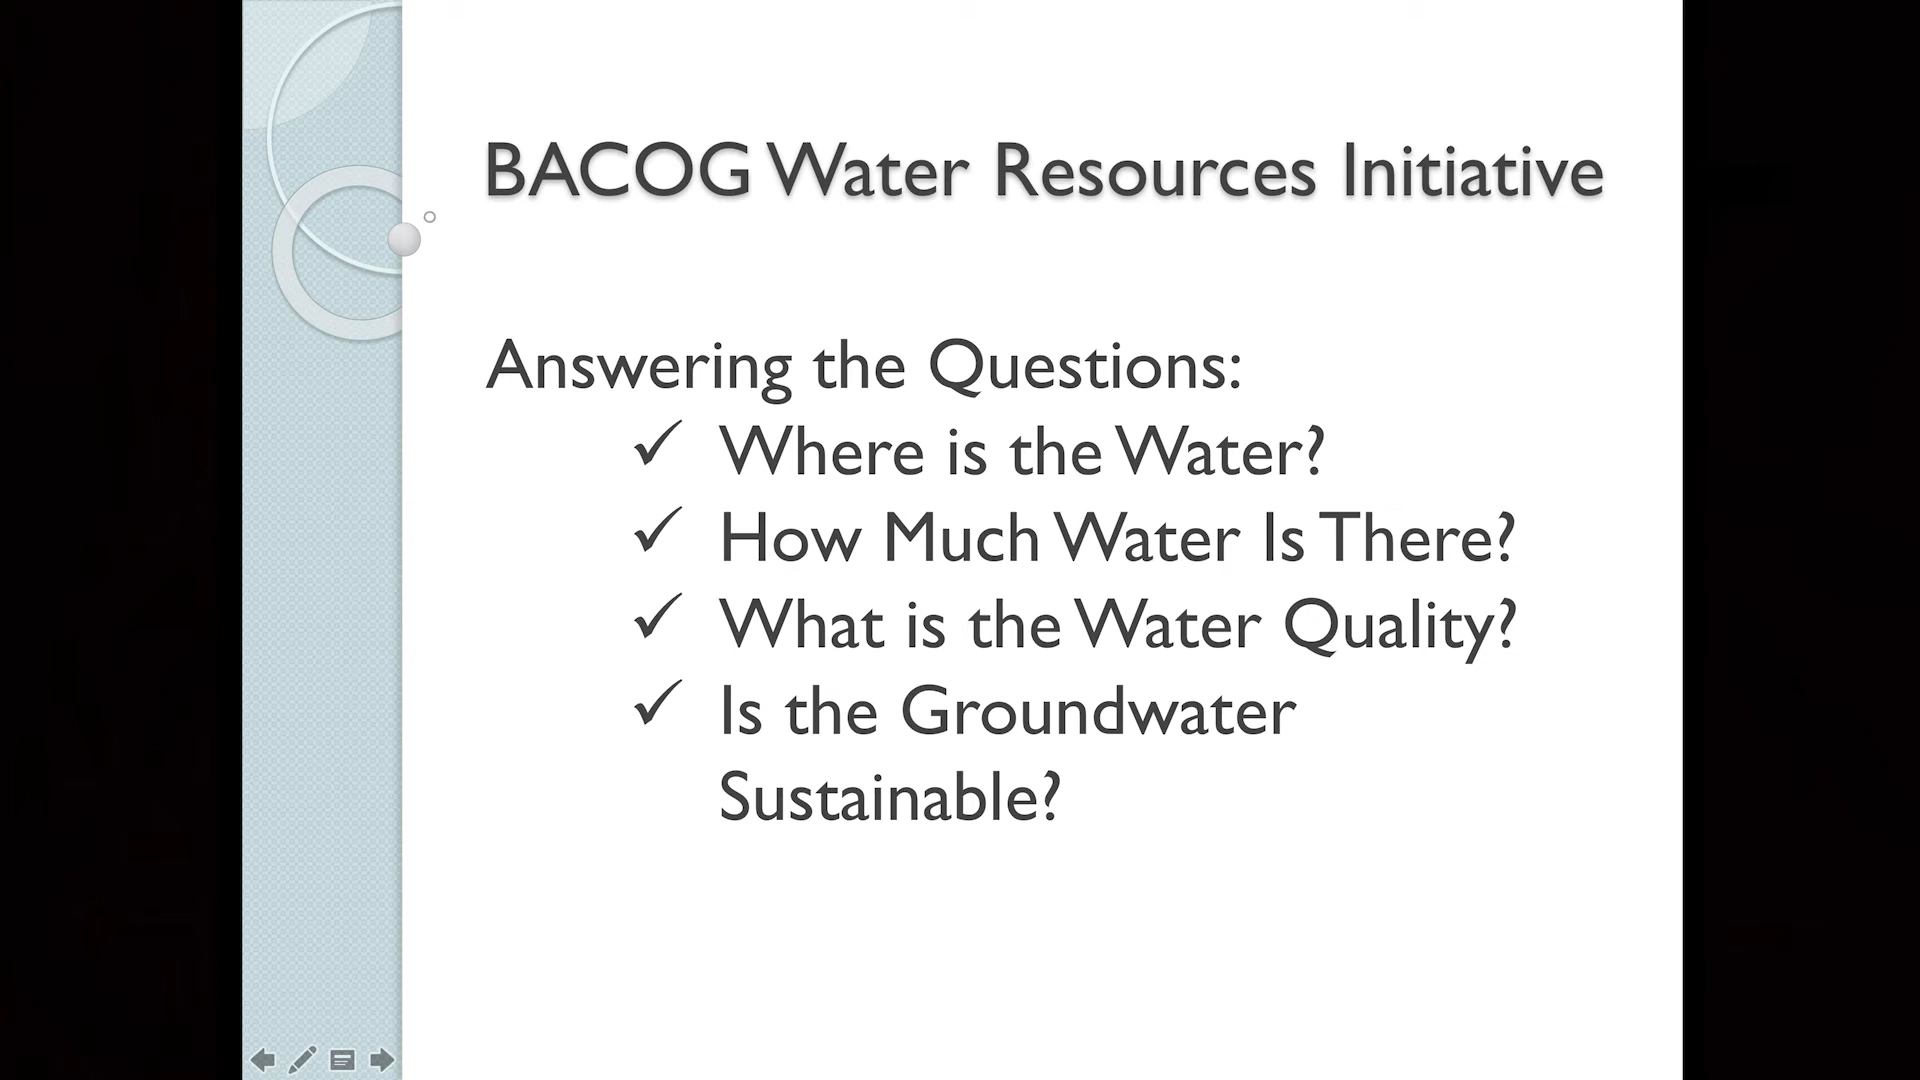 BACOG Water Resources Initiative
Answering the Questions:
✓ Where is the Water?
✓ How Much Water Is There?
✓ What is the Water Quality?
✓ Is the Groundwater
Sustainable?